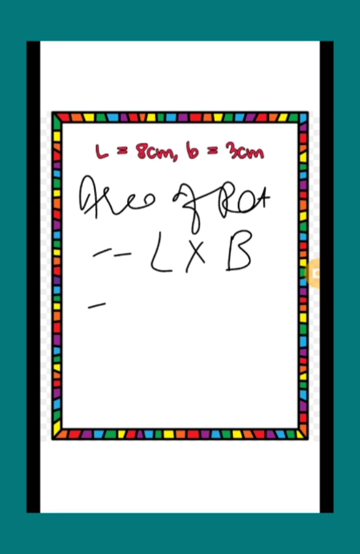 L = 8cm, b = 3cm
Area of Rect
= L X B
=